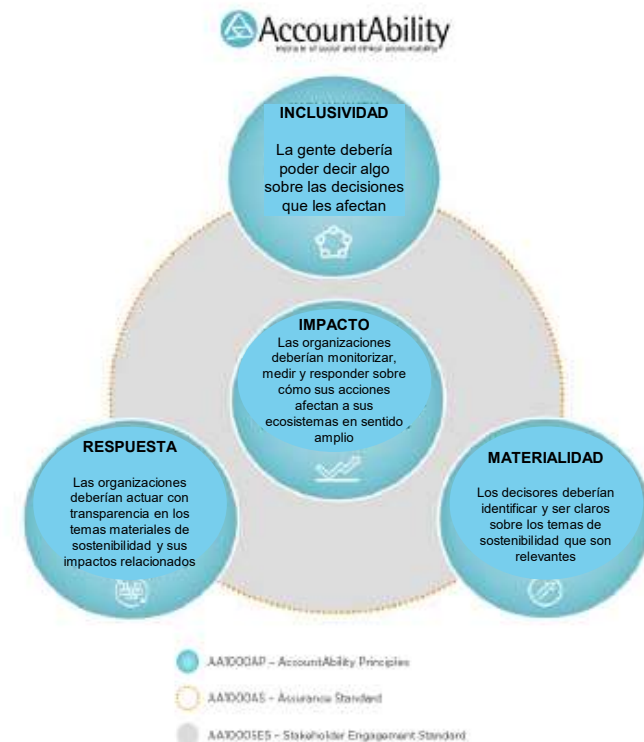 AccountAbility
Institute of social and ethical accountability
INCLUSIVIDAD
La gente debería
poder decir algo
sobre las decisiones
que les afectan
IMPACTO
Las organizaciones
deberían monitorizar,
medir y responder sobre
cómo sus acciones
afectan a sus
ecosistemas en sentido
amplio
RESPUESTA
Las organizaciones
deberían actuar con
transparencia en los
temas materiales de
sostenibilidad y sus
impactos relacionados
MATERIALIDAD
Los decisores deberían
identificar y ser claros
sobre los temas de
sostenibilidad que son
relevantes
AA1000AP – AccountAbility Principles
AA1000AS – Assurance Standard
AA1000SES – Stakeholder Engagement Standard